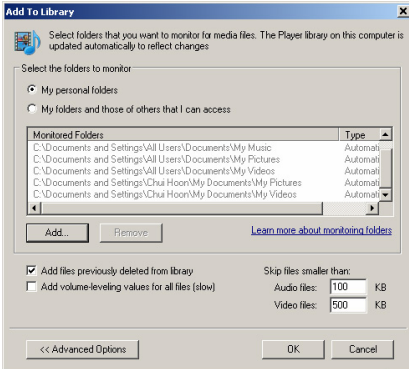 Add To Library
Select folders that you want to monitor for media files. The Player library on this computer is
updated automatically to reflect changes
Select the folders to monitor
My personal folders
My folders and those of others that I can access
Monitored Folders Type
C:\Documents and Settings\All Users\Documents\My Music Automati
C:\Documents and Settings\All Users\Documents\My Pictures Automati
C:\Documents and Settings\All Users\Documents\My Videos Automati
C:\Documents and Settings\Chui Hoon\My Documents\My Pictures Automati
C:\Documents and Settings\Chui Hoon\My Documents\My Videos Automati
Add... Remove Learn more about monitoring folders
Add files previously deleted from library Skip files smaller than:
Add volume-leveling values for all files (slow) Audio files: 100 KB
Video files: 500 KB
<< Advanced Options OK Cancel